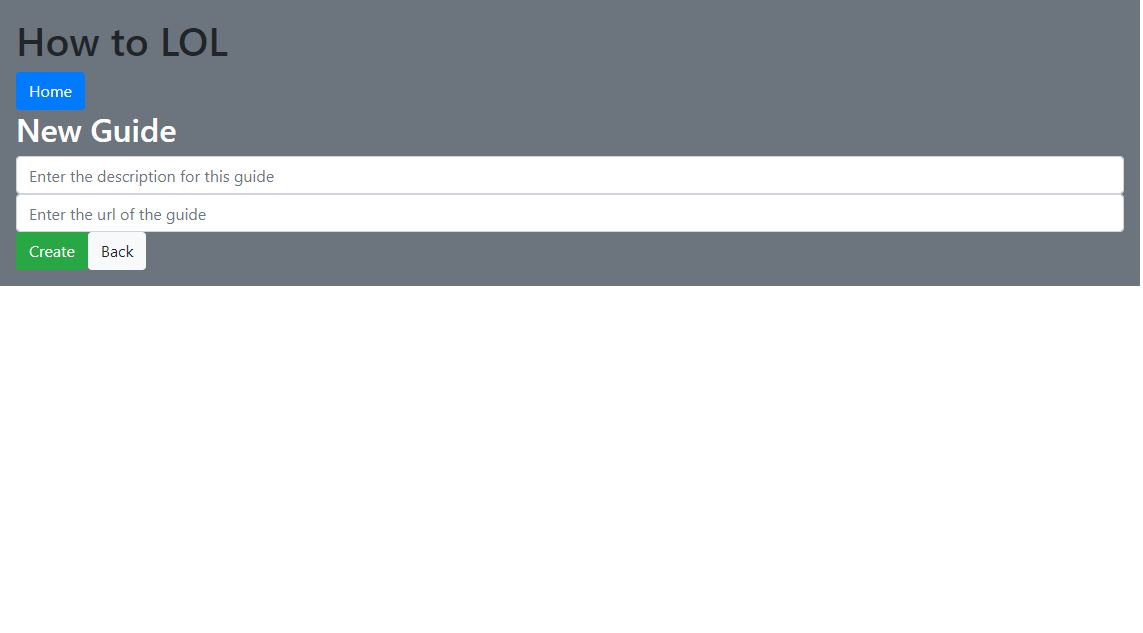 How to LOL
Home
New Guide
Enter the description for this guide
Enter the url of the guide
Create Back